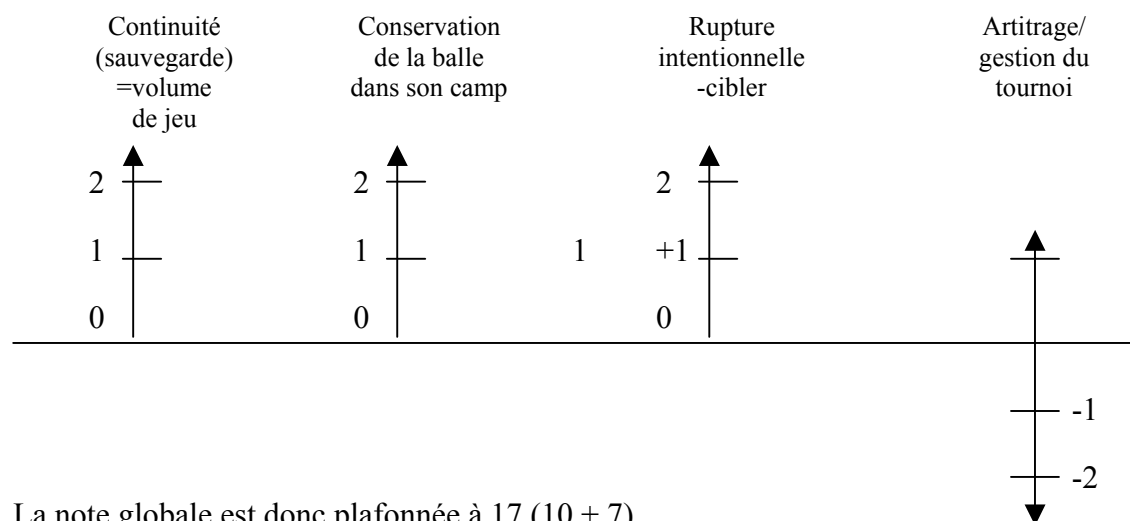 Continuité
(sauvegarde)
=volume
de jeu
Conservation
de la balle
dans son camp
Rupture
intentionnelle
-cibler
Artitrage/
gestion du
tournoi
2
1
0
2
1
0
1
2
+1
0
-1
-2
La note globale est donc plafonnée à 17 (10 + 7)